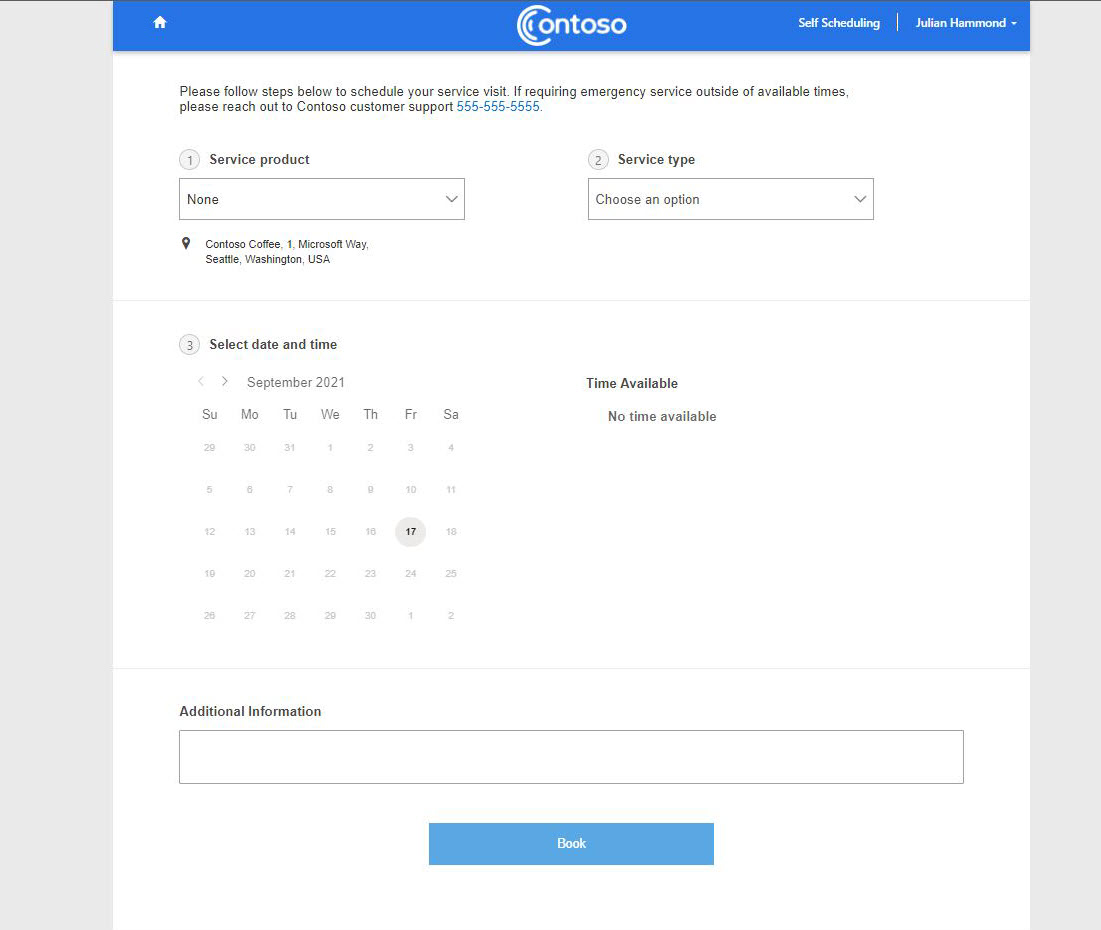 Contoso
Self Scheduling
Julian Hammond
Please follow steps below to schedule your service visit. If requiring emergency service outside of available times,
please reach out to Contoso customer support 555-555-5555.
1 Service product
2 Service type
None
Choose an option
Contoso Coffee, 1, Microsoft Way,
Seattle, Washington, USA
3 Select date and time
September 2021
Time Available
No time available
Su Mo Tu We Th Fr Sa
29 30 31 1 2 3 4
5 6 7 8 9 10 11
12 13 14 15 16 17 18
19 20 21 22 23 24 25
26 27 28 29 30 1 2
Additional Information
Book